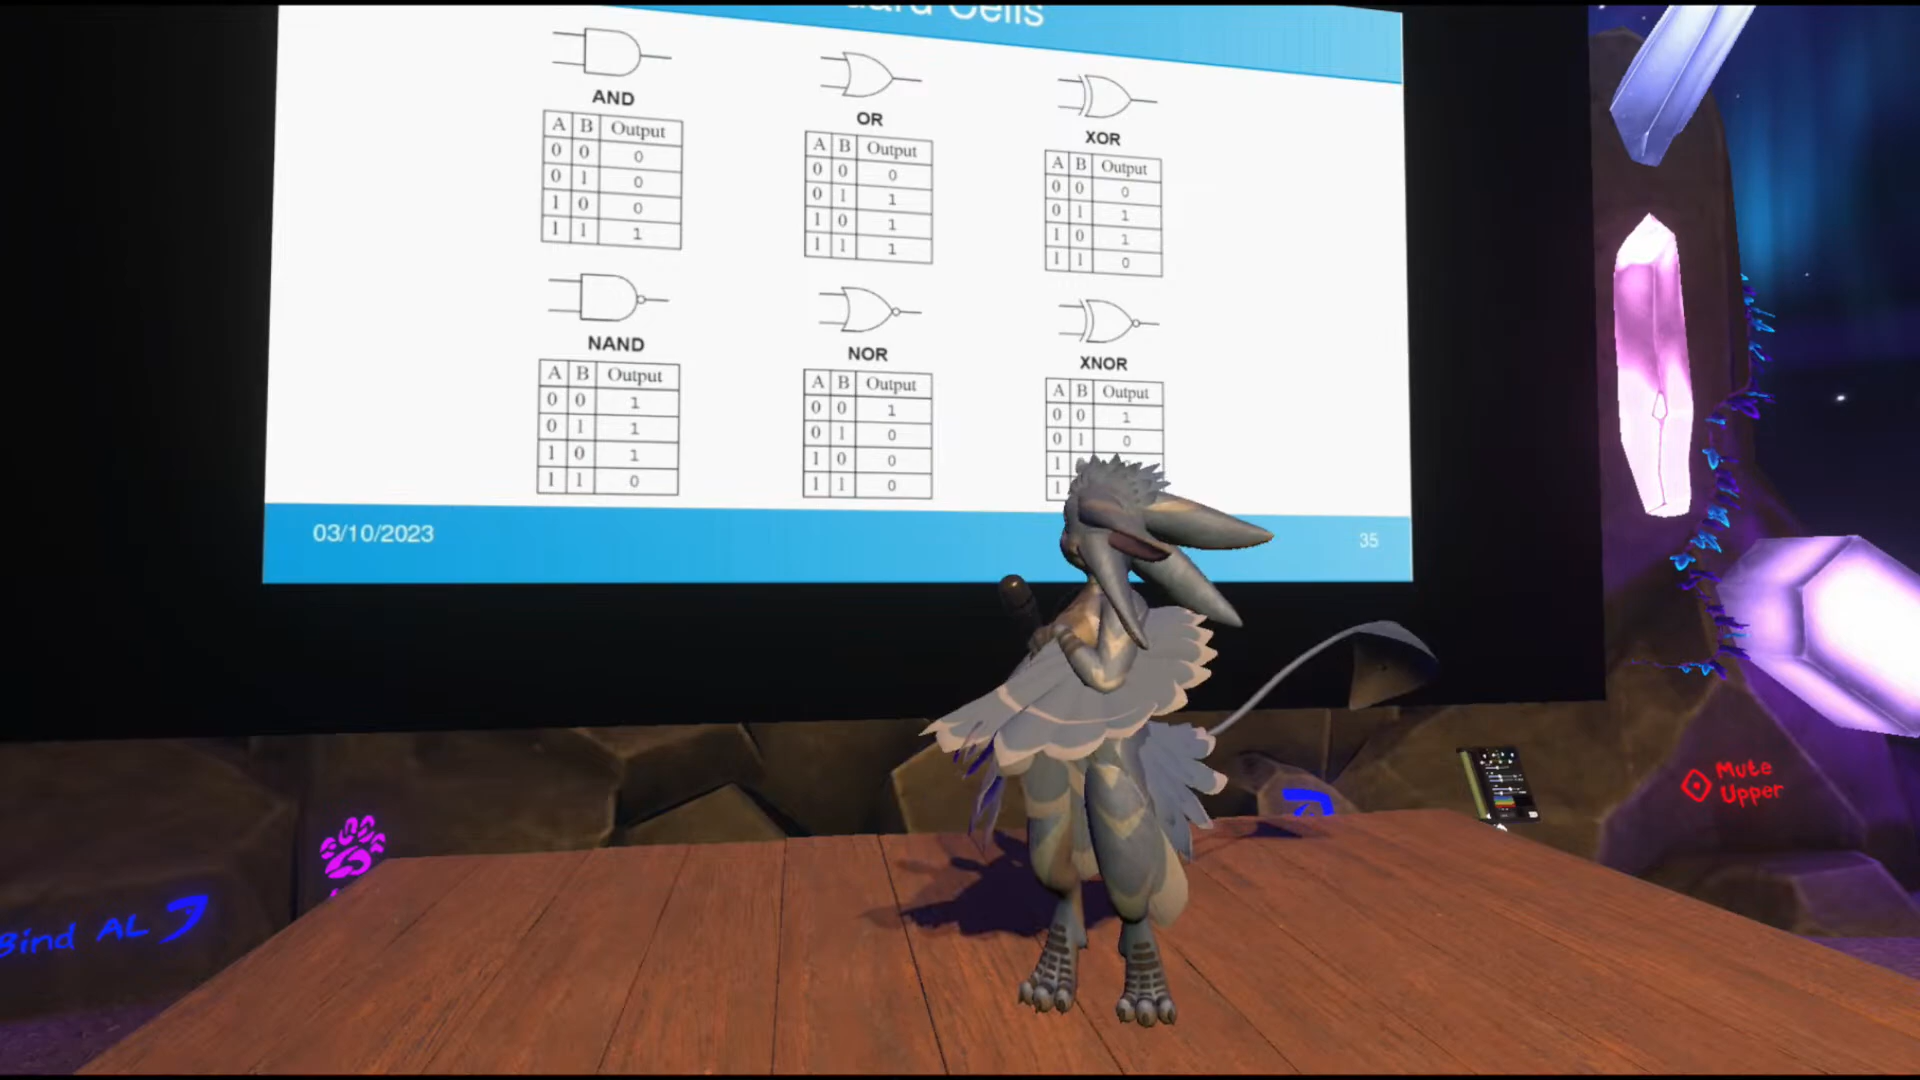 Cells
AND
A B Output
0 0 0
0 1 0
1 0 0
1 1 1
OR
A B Output
0 0 0
0 1 1
1 0 1
1 1 1
XOR
A B Output
0 0 0
0 1 1
1 0 1
1 1 0
NAND
A B Output
0 0 1
0 1 1
1 0 1
1 1 0
NOR
A B Output
0 0 1
0 1 0
1 0 0
1 1 0
XNOR
A B Output
0 0 1
0 1 0
1
1
03/10/2023
35
Mute
Upper
Bind AL